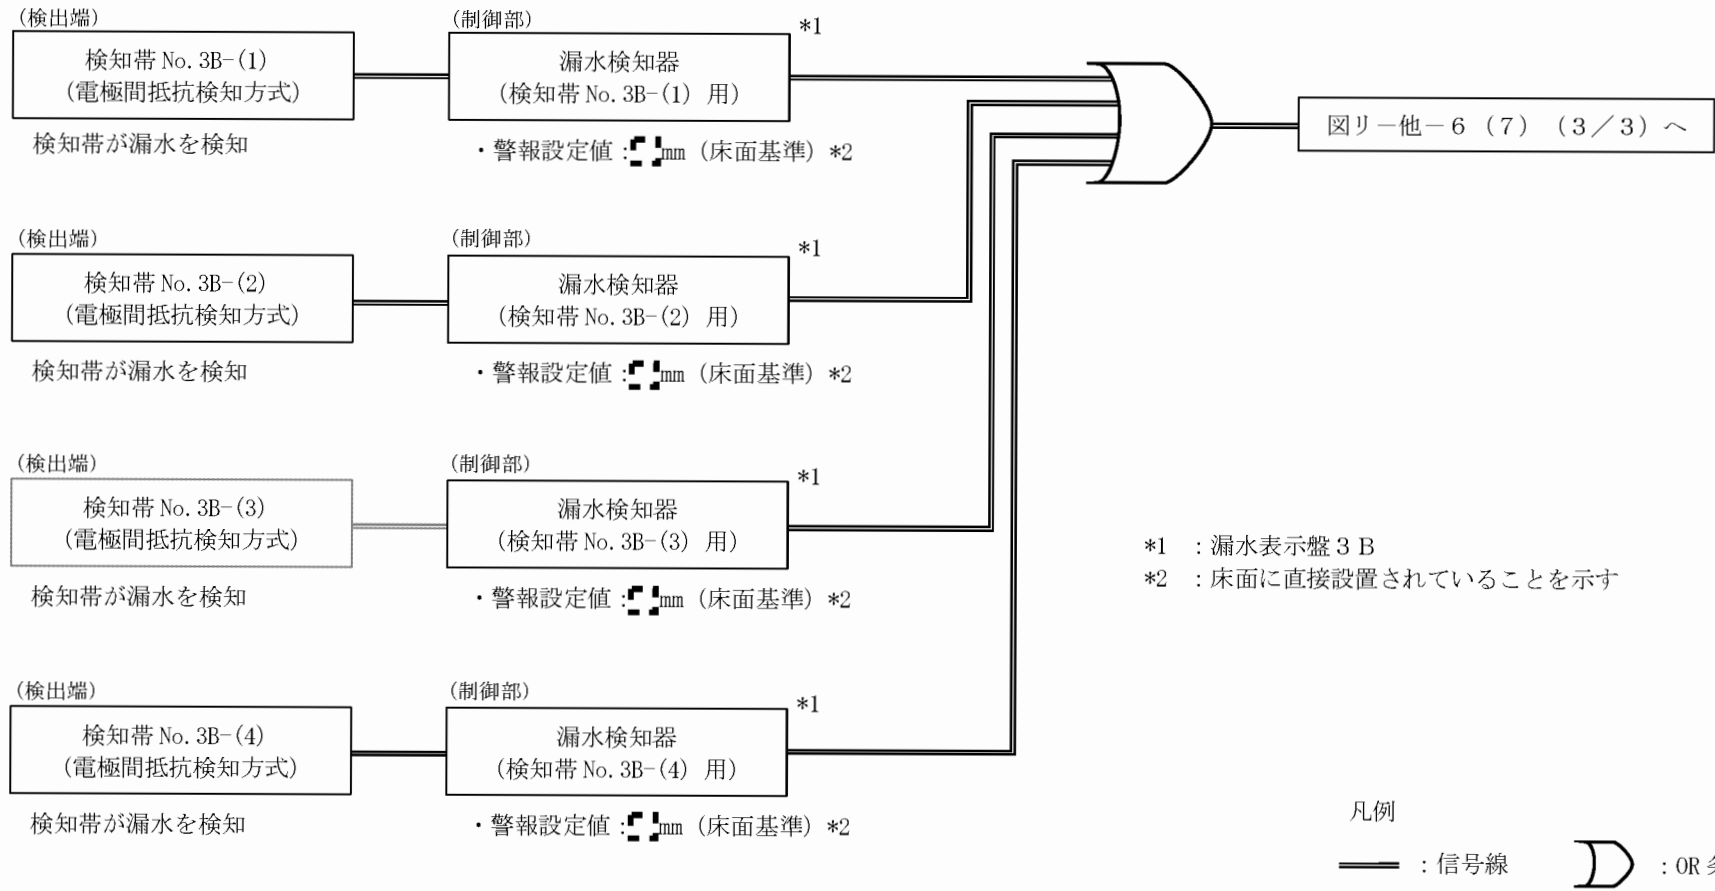 (検出端)
検知帯 No. 3B-(1)
(電極間抵抗検知方式)
検知帯が漏水を検知
(制御部)
*1
漏水検知器
(検知帯 No. 3B-(1) 用)
・警報設定値： mm (床面基準) *2
図リ－他－6 (7) (3／3) へ
(検出端)
検知帯 No. 3B-(2)
(電極間抵抗検知方式)
検知帯が漏水を検知
(制御部)
*1
漏水検知器
(検知帯 No. 3B-(2) 用)
・警報設定値： mm (床面基準) *2
(検出端)
検知帯 No. 3B-(3)
(電極間抵抗検知方式)
検知帯が漏水を検知
(制御部)
*1
漏水検知器
(検知帯 No. 3B-(3) 用)
・警報設定値： mm (床面基準) *2
*1 ：漏水表示盤３Ｂ
*2 ：床面に直接設置されていることを示す
(検出端)
検知帯 No. 3B-(4)
(電極間抵抗検知方式)
検知帯が漏水を検知
(制御部)
*1
漏水検知器
(検知帯 No. 3B-(4) 用)
・警報設定値： mm (床面基準) *2
凡例
：信号線
：OR